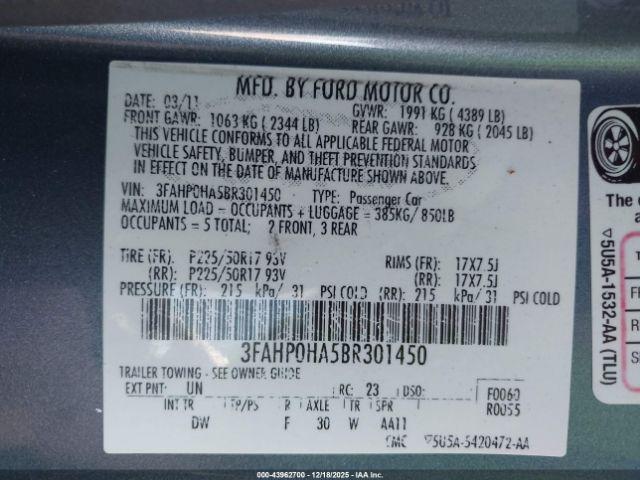 MFD. BY FORD MOTOR CO.
DATE: 03/11 GVWR: 1991 KG ( 4389 LB)
FRONT GAWR: 1063 KG ( 2344 LB) REAR GAWR: 928 KG ( 2045 LB)
THIS VEHICLE CONFORMS TO ALL APPLICABLE FEDERAL MOTOR
VEHICLE SAFETY, BUMPER, AND THEFT PREVENTION STANDARDS
IN EFFECT ON THE DATE OF MANUFACTURE SHOWN ABOVE.
VIN: 3FAHP0HA5BR301450 TYPE: Passenger Car
MAXIMUM LOAD = OCCUPANTS + LUGGAGE = 385KG/ 850LB
OCCUPANTS = 5 TOTAL; 2 FRONT, 3 REAR
TIRE (FR): P225/50R17 93V RIMS (FR): 17X7.5J
(RR): P225/50R17 93V (RR): 17X7.5J
PRESSURE (FR): 215 kPa/ 31 PSI COLD (RR): 215 kPa/ 31 PSI COLD
3FAHP0HA5BR301450
TRAILER TOWING - SEE OWNER GUIDE
EXT PNT: UN RC: 23 DSO: F0060
R0055
INT TR TP/PS R AXLE TR SPR
DW F 30 W AA11
▽5U5A-5420472-AA
The
▽5U5A-1532-AA (TLU)
000-43962700 - 12/18/2025 - IAA Inc.